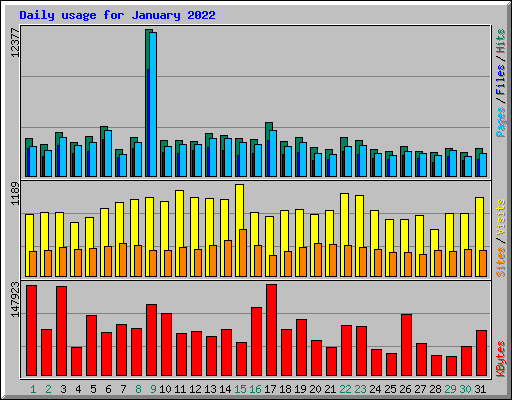 Daily usage for January 2022
12377
Pages / Files / Hits
1189
Sites / Visits
147923
KBytes
1 2 3 4 5 6 7 8 9 10 11 12 13 14 15 16 17 18 19 20 21 22 23 24 25 26 27 28 29 30 31